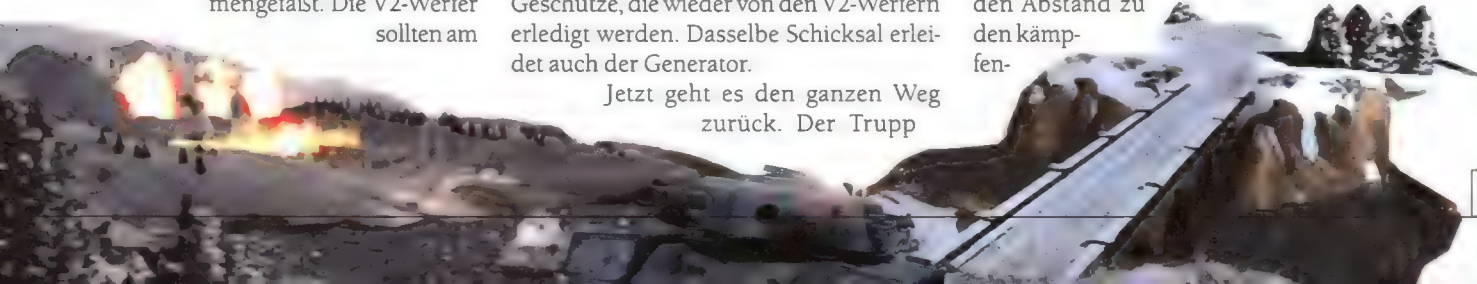 mengefaßt. Die V2-Werfer
sollten am
Geschütze, die wieder von den V2-Werfern
erledigt werden. Dasselbe Schicksal erlei-
det auch der Generator.
Jetzt geht es den ganzen Weg
zurück. Der Trupp
den Abstand zu
den kämp-
fen-